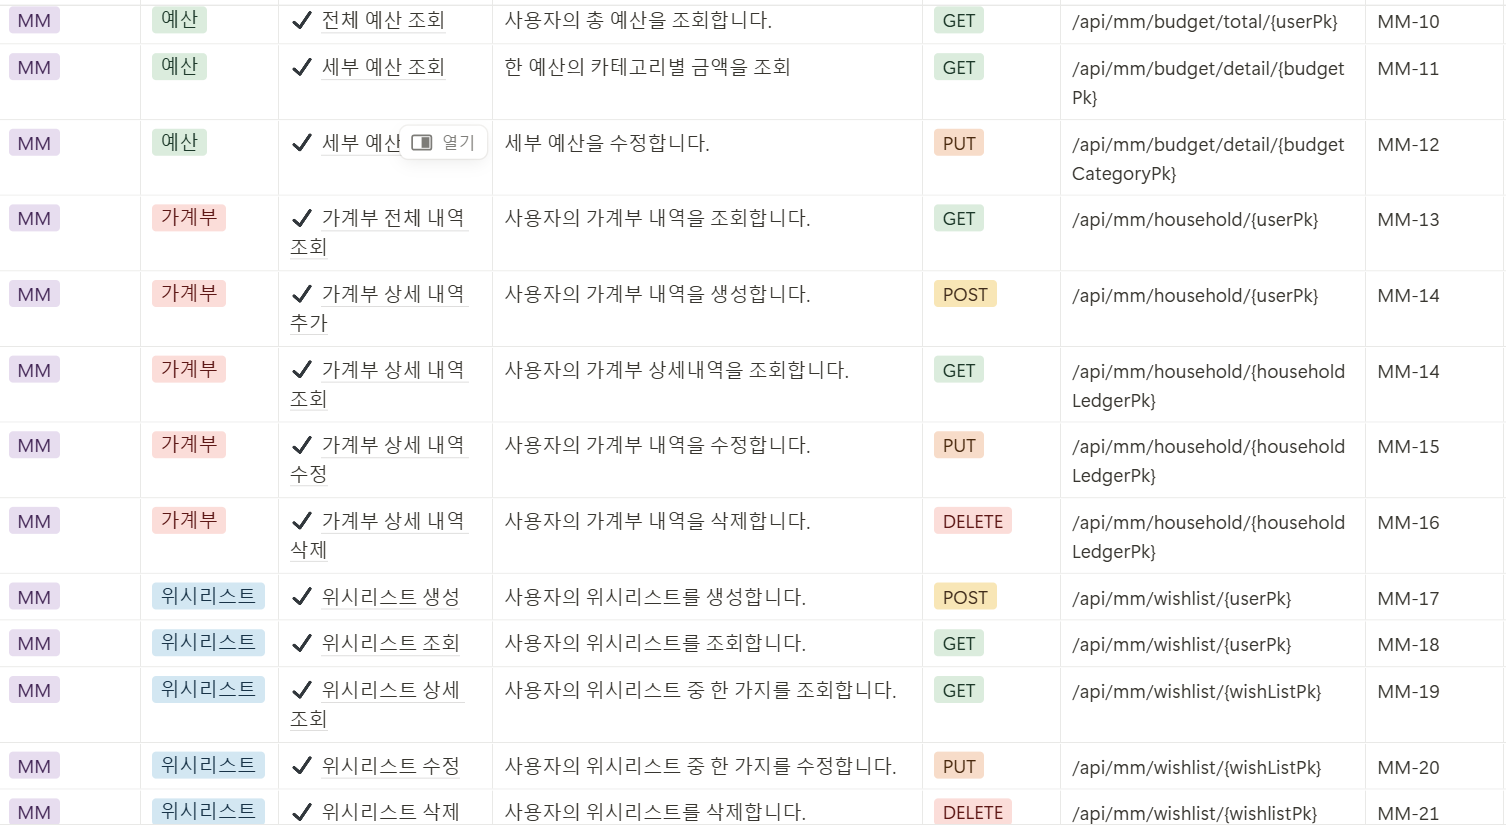 MM 예산 ✔ 전체 예산 조회 사용자의 총 예산을 조회합니다. GET /api/mm/budget/total/{userPk} MM-10
MM 예산 ✔ 세부 예산 조회 한 예산의 카테고리별 금액을 조회 GET /api/mm/budget/detail/{budget MM-11
Pk}
MM 예산 ✔ 세부 예산 열기 세부 예산을 수정합니다. PUT /api/mm/budget/detail/{budget MM-12
CategoryPk}
MM 가계부 ✔ 가계부 전체 내역 사용자의 가계부 내역을 조회합니다. GET /api/mm/household/{userPk} MM-13
조회
MM 가계부 ✔ 가계부 상세 내역 사용자의 가계부 내역을 생성합니다. POST /api/mm/household/{userPk} MM-14
추가
MM 가계부 ✔ 가계부 상세 내역 사용자의 가계부 상세내역을 조회합니다. GET /api/mm/household/{household MM-14
조회 LedgerPk}
MM 가계부 ✔ 가계부 상세 내역 사용자의 가계부 내역을 수정합니다. PUT /api/mm/household/{household MM-15
수정 LedgerPk}
MM 가계부 ✔ 가계부 상세 내역 사용자의 가계부 내역을 삭제합니다. DELETE /api/mm/household/{household MM-16
삭제 LedgerPk}
MM 위시리스트 ✔ 위시리스트 생성 사용자의 위시리스트를 생성합니다. POST /api/mm/wishlist/{userPk} MM-17
MM 위시리스트 ✔ 위시리스트 조회 사용자의 위시리스트를 조회합니다. GET /api/mm/wishlist/{userPk} MM-18
MM 위시리스트 ✔ 위시리스트 상세 사용자의 위시리스트 중 한 가지를 조회합니다. GET /api/mm/wishlist/{wishListPk} MM-19
조회
MM 위시리스트 ✔ 위시리스트 수정 사용자의 위시리스트 중 한 가지를 수정합니다. PUT /api/mm/wishlist/{wishListPk} MM-20
MM 위시리스트 ✔ 위시리스트 삭제 사용자의 위시리스트를 삭제합니다. DELETE /api/mm/wishlist/{wishlistPk} MM-21